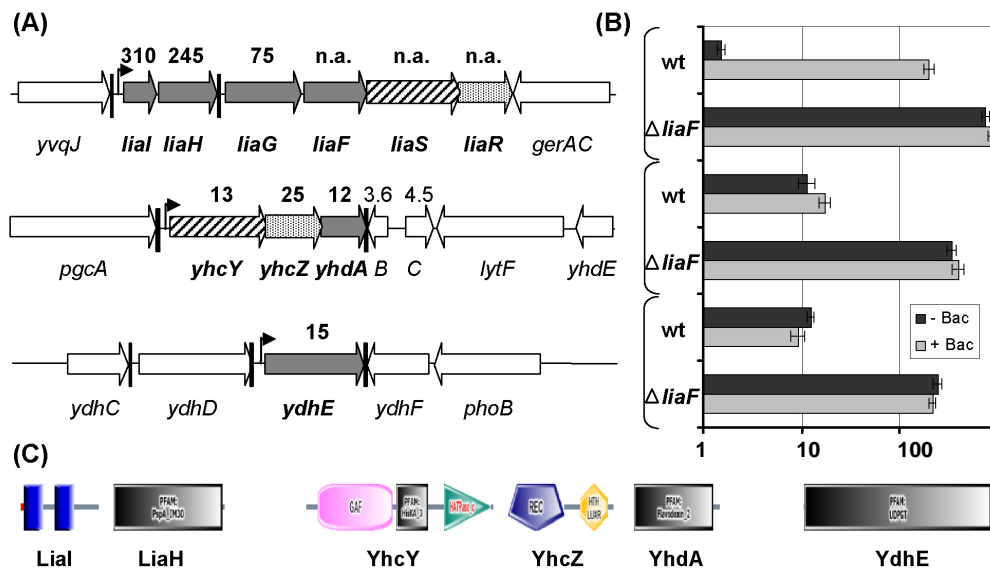 (A)
310 245 75 n.a. n.a. n.a.
yvqJ liaI liaH liaG liaF liaS liaR gerAC
13 25 12 3.6 4.5
pgcA yhcY yhcZ yhdA B C lytF yhdE
15
ydhC ydhD ydhE ydhF phoB
(B)
wt
Δ liaF
wt
Δ liaF
wt
Δ liaF
- Bac
+ Bac
1 10 100
(C)
PFAM: PspA_IM30
GAF
PFAM: HisKA_3
HATPase_c
REC
HTH LUXR
PFAM: Flavodoxin_2
PFAM: UDPGT
LiaI LiaH YhcY YhcZ YhdA YdhE